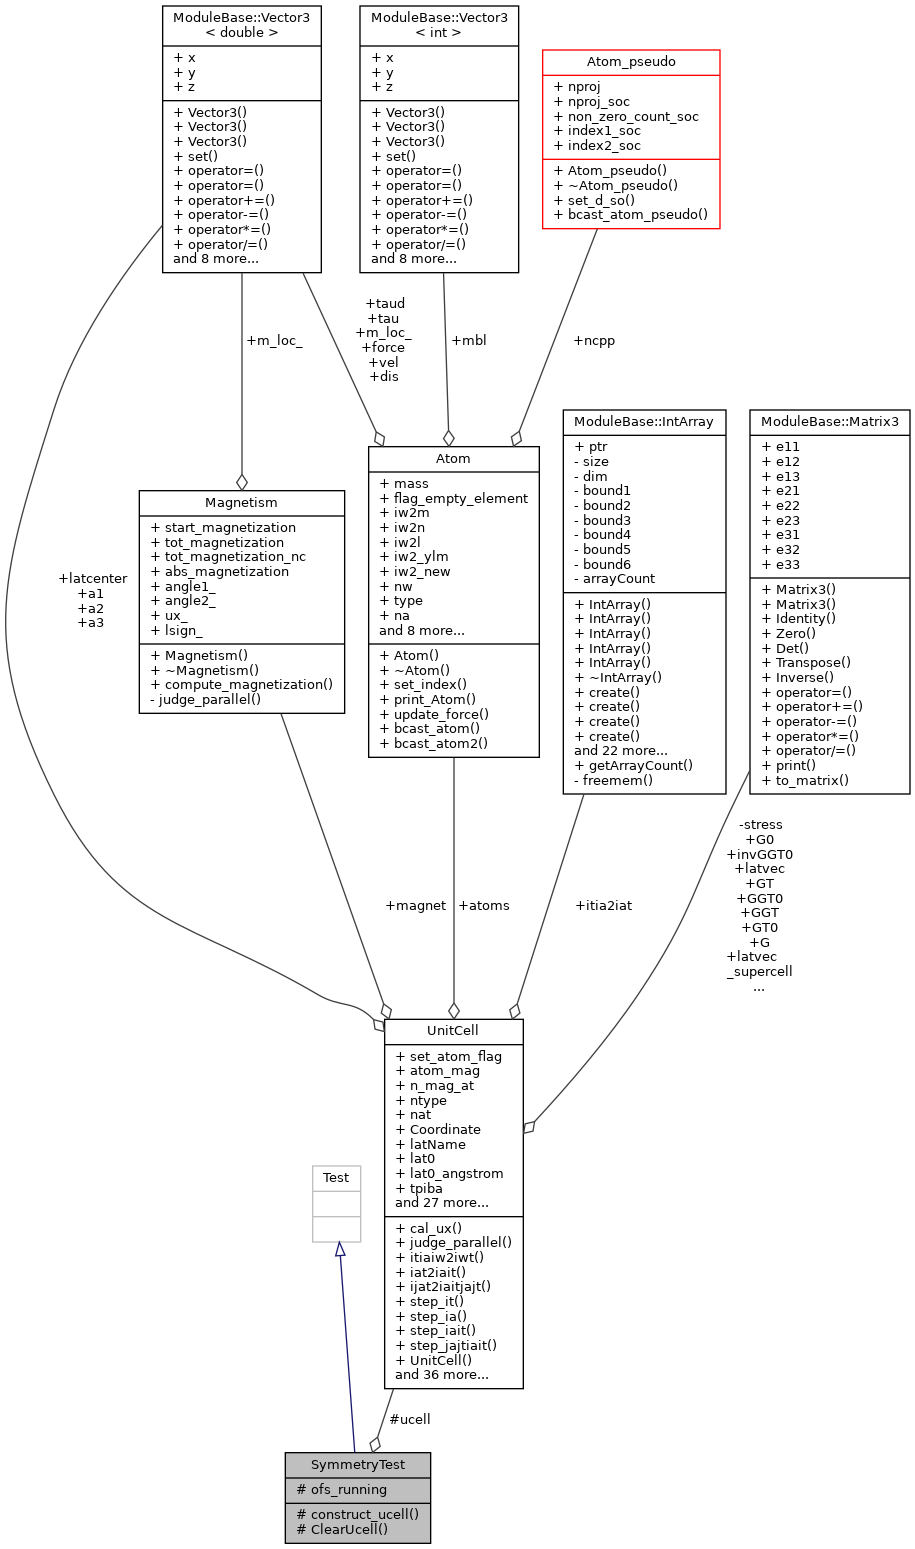 ModuleBase::Vector3
< double >
+ x
+ y
+ z
+ Vector3()
+ Vector3()
+ Vector3()
+ set()
+ operator=()
+ operator=()
+ operator+=()
+ operator-=()
+ operator*=()
+ operator/=()
and 8 more...
ModuleBase::Vector3
< int >
+ x
+ y
+ z
+ Vector3()
+ Vector3()
+ Vector3()
+ set()
+ operator=()
+ operator=()
+ operator+=()
+ operator-=()
+ operator*=()
+ operator/=()
and 8 more...
Atom_pseudo
+ nproj
+ nproj_soc
+ non_zero_count_soc
+ index1_soc
+ index2_soc
+ Atom_pseudo()
+ ~Atom_pseudo()
+ set_d_so()
+ bcast_atom_pseudo()
+m_loc_
+taud
+tau
+m_loc_
+force
+vel
+dis
+mbl
+ncpp
Magnetism
+ start_magnetization
+ tot_magnetization
+ tot_magnetization_nc
+ abs_magnetization
+ angle1_
+ angle2_
+ ux_
+ lsign_
+ Magnetism()
+ ~Magnetism()
+ compute_magnetization()
- judge_parallel()
Atom
+ mass
+ flag_empty_element
+ iw2m
+ iw2n
+ iw2l
+ iw2_ylm
+ iw2_new
+ nw
+ type
+ na
and 8 more...
+ Atom()
+ ~Atom()
+ set_index()
+ print_Atom()
+ update_force()
+ bcast_atom()
+ bcast_atom2()
ModuleBase::IntArray
+ ptr
- size
- dim
- bound1
- bound2
- bound3
- bound4
- bound5
- bound6
- arrayCount
+ IntArray()
+ IntArray()
+ IntArray()
+ IntArray()
+ IntArray()
+ ~IntArray()
+ create()
+ create()
+ create()
+ create()
and 22 more...
+ getArrayCount()
- freemem()
ModuleBase::Matrix3
+ e11
+ e12
+ e13
+ e21
+ e22
+ e23
+ e31
+ e32
+ e33
+ Matrix3()
+ Matrix3()
+ Identity()
+ Zero()
+ Det()
+ Transpose()
+ Inverse()
+ operator=()
+ operator+=()
+ operator-=()
+ operator*=()
+ operator/=()
+ print()
+ to_matrix()
+latcenter
+a1
+a2
+a3
+magnet
+atoms
+itia2iat
-stress
+G0
+invGGT0
+latvec
+GT
+GGT0
+GGT
+GT0
+G
+latvec
_supercell
...
UnitCell
+ set_atom_flag
+ atom_mag
+ n_mag_at
+ ntype
+ nat
+ Coordinate
+ latName
+ lat0
+ lat0_angstrom
+ tpiba
and 27 more...
+ cal_ux()
+ judge_parallel()
+ itiaiw2iwt()
+ iat2iait()
+ ijat2iaitjajt()
+ step_it()
+ step_ia()
+ step_iait()
+ step_jajtiait()
+ UnitCell()
and 36 more...
Test
#ucell
SymmetryTest
# ofs_running
# construct_ucell()
# ClearUcell()